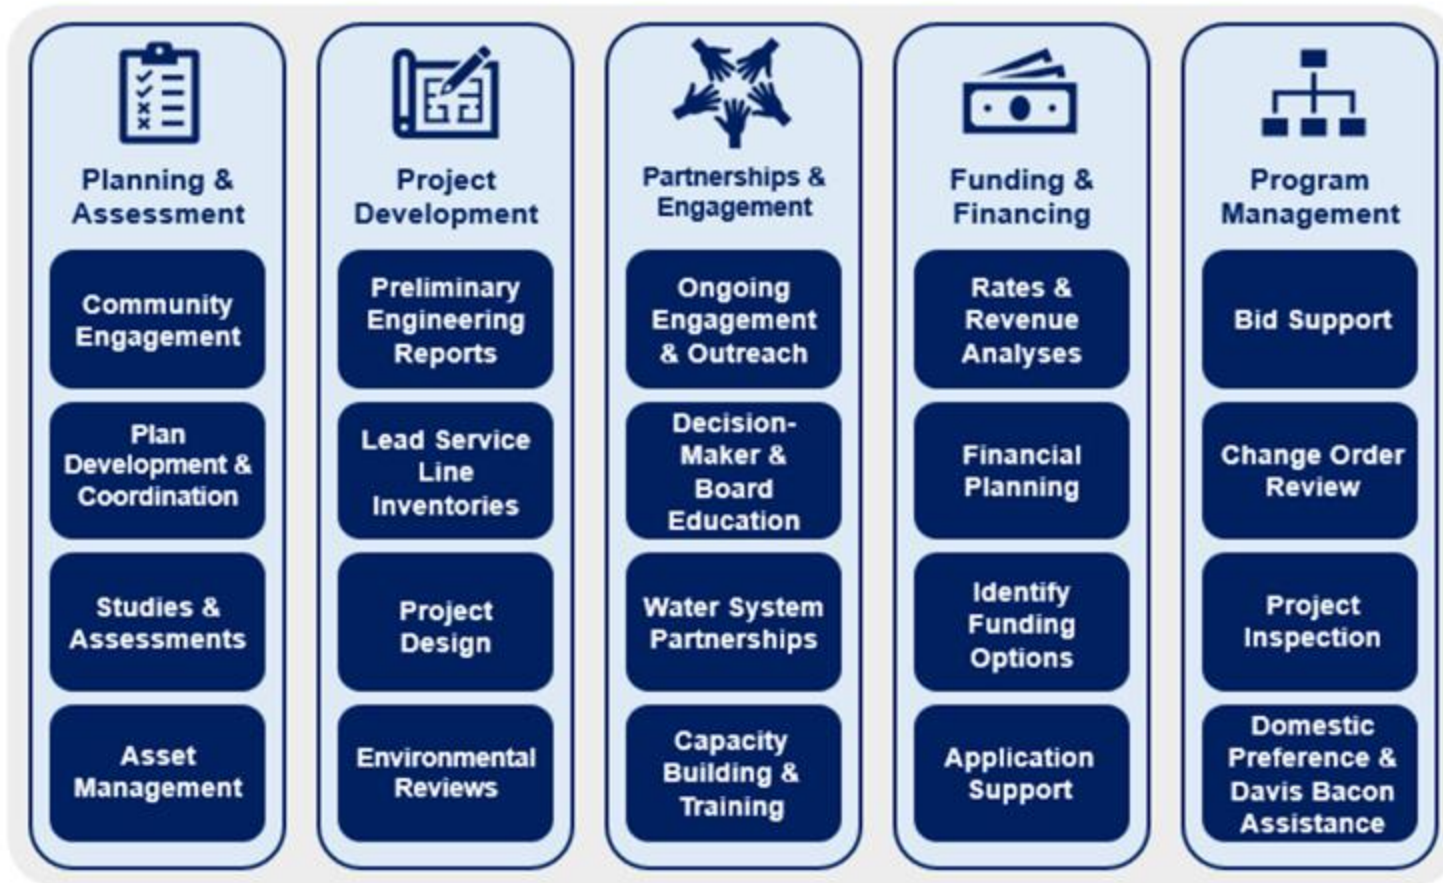 Planning &
Assessment
Community
Engagement
Plan
Development &
Coordination
Studies &
Assessments
Asset
Management
Project
Development
Preliminary
Engineering
Reports
Lead Service
Line
Inventories
Project
Design
Environmental
Reviews
Partnerships &
Engagement
Ongoing
Engagement
& Outreach
Decision-
Maker &
Board
Education
Water System
Partnerships
Capacity
Building &
Training
Funding &
Financing
Rates &
Revenue
Analyses
Financial
Planning
Identify
Funding
Options
Application
Support
Program
Management
Bid Support
Change Order
Review
Project
Inspection
Domestic
Preference &
Davis Bacon
Assistance